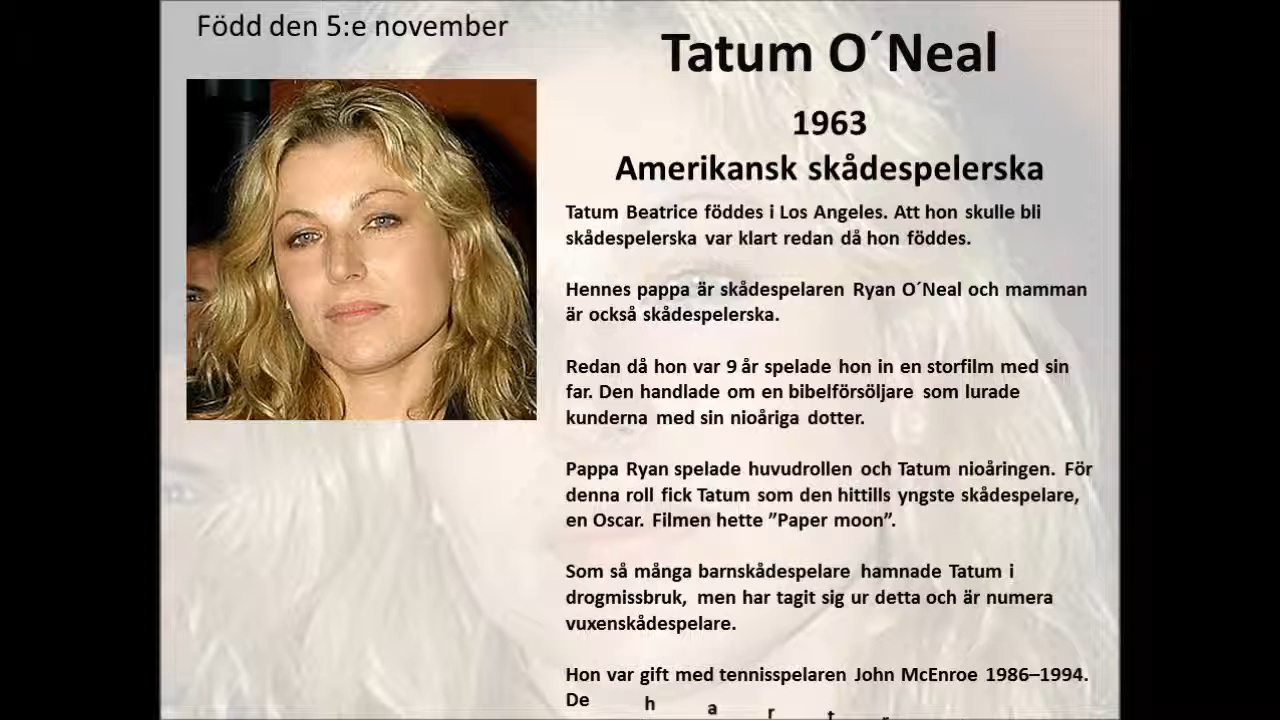 Född den 5:e november
Tatum O´Neal
1963
Amerikansk skådespelerska
Tatum Beatrice föddes i Los Angeles. Att hon skulle bli
skådespelerska var klart redan då hon föddes.
Hennes pappa är skådespelaren Ryan O´Neal och mamman
är också skådespelerska.
Redan då hon var 9 år spelade hon in en storfilm med sin
far. Den handlade om en bibelförsöljare som lurade
kunderna med sin nioåriga dotter.
Pappa Ryan spelade huvudrollen och Tatum nioåringen. För
denna roll fick Tatum som den hittills yngste skådespelare,
en Oscar. Filmen hette ”Paper moon”.
Som så många barnskådespelare hamnade Tatum i
drogmissbruk, men har tagit sig ur detta och är numera
vuxenskådespelare.
Hon var gift med tennisspelaren John McEnroe 1986–1994.
De h a r t